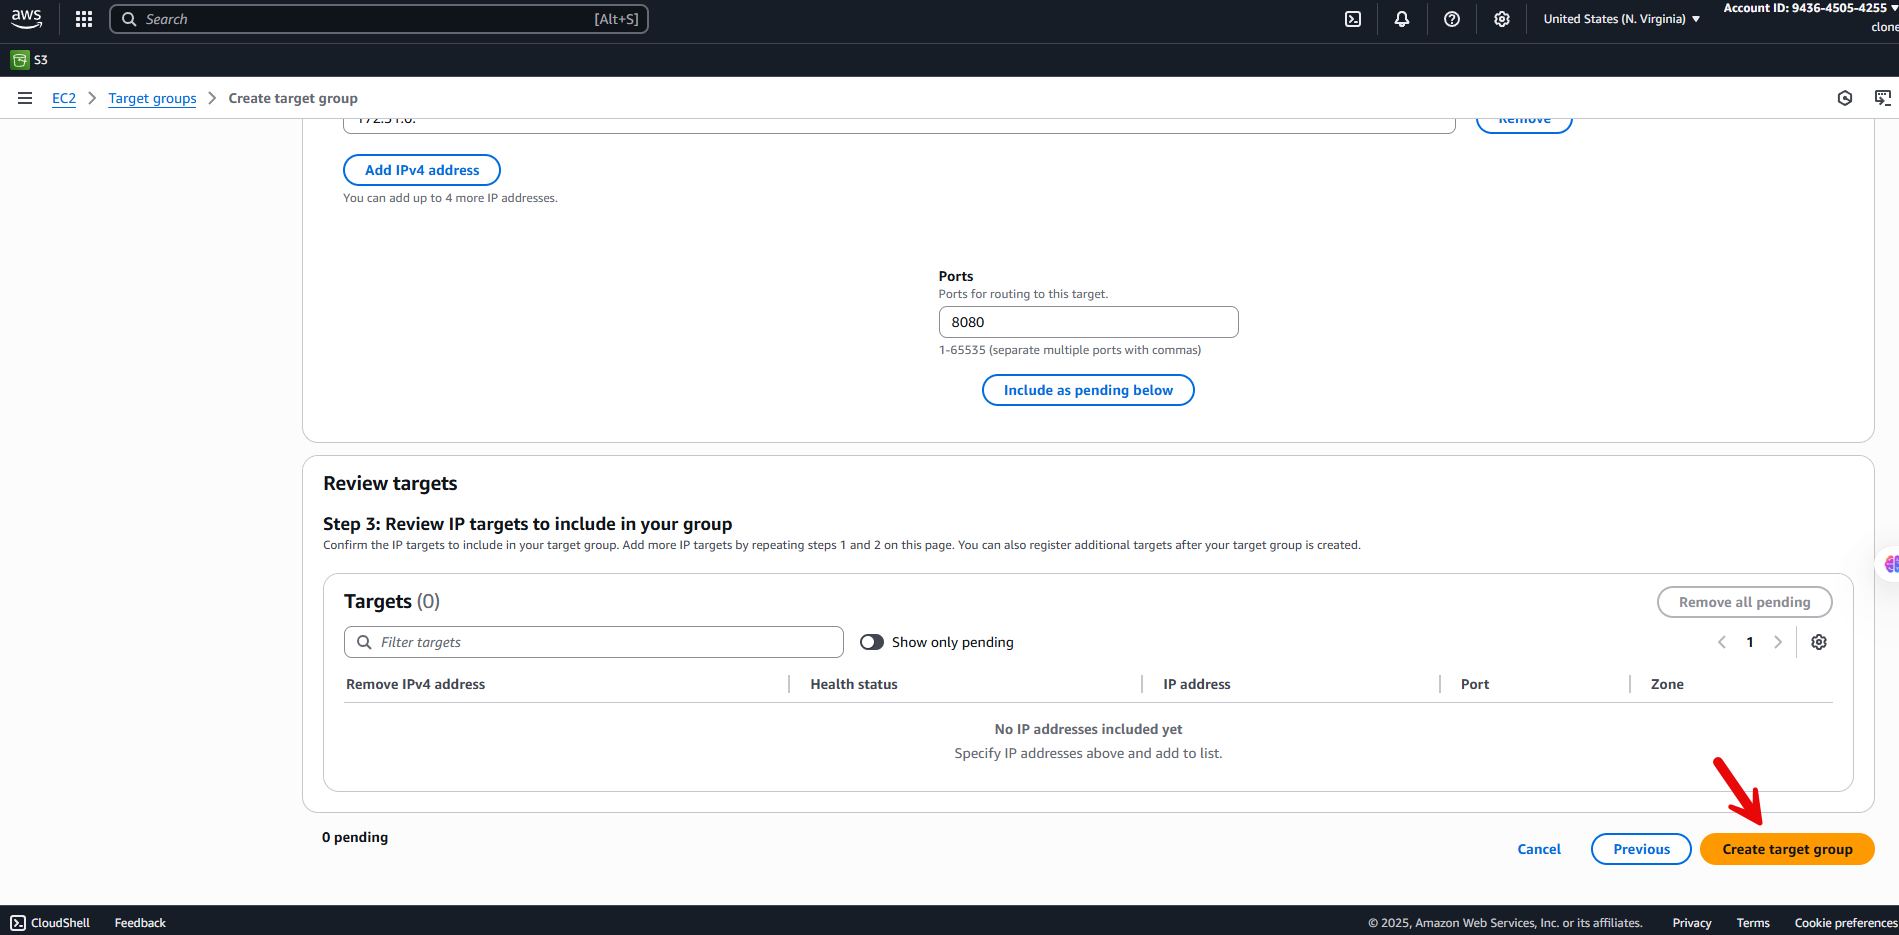 aws
Search [Alt+S]
United States (N. Virginia)
Account ID: 9436-4505-4255
clone
S3
EC2 > Target groups > Create target group
172.31.0.
Remove
Add IPv4 address
You can add up to 4 more IP addresses.
Ports
Ports for routing to this target.
8080
1-65535 (separate multiple ports with commas)
Include as pending below
Review targets
Step 3: Review IP targets to include in your group
Confirm the IP targets to include in your target group. Add more IP targets by repeating steps 1 and 2 on this page. You can also register additional targets after your target group is created.
Targets (0)
Remove all pending
Filter targets
Show only pending
1
Remove IPv4 address Health status IP address Port Zone
No IP addresses included yet
Specify IP addresses above and add to list.
0 pending
Cancel Previous Create target group
CloudShell Feedback © 2025, Amazon Web Services, Inc. or its affiliates. Privacy Terms Cookie preferences